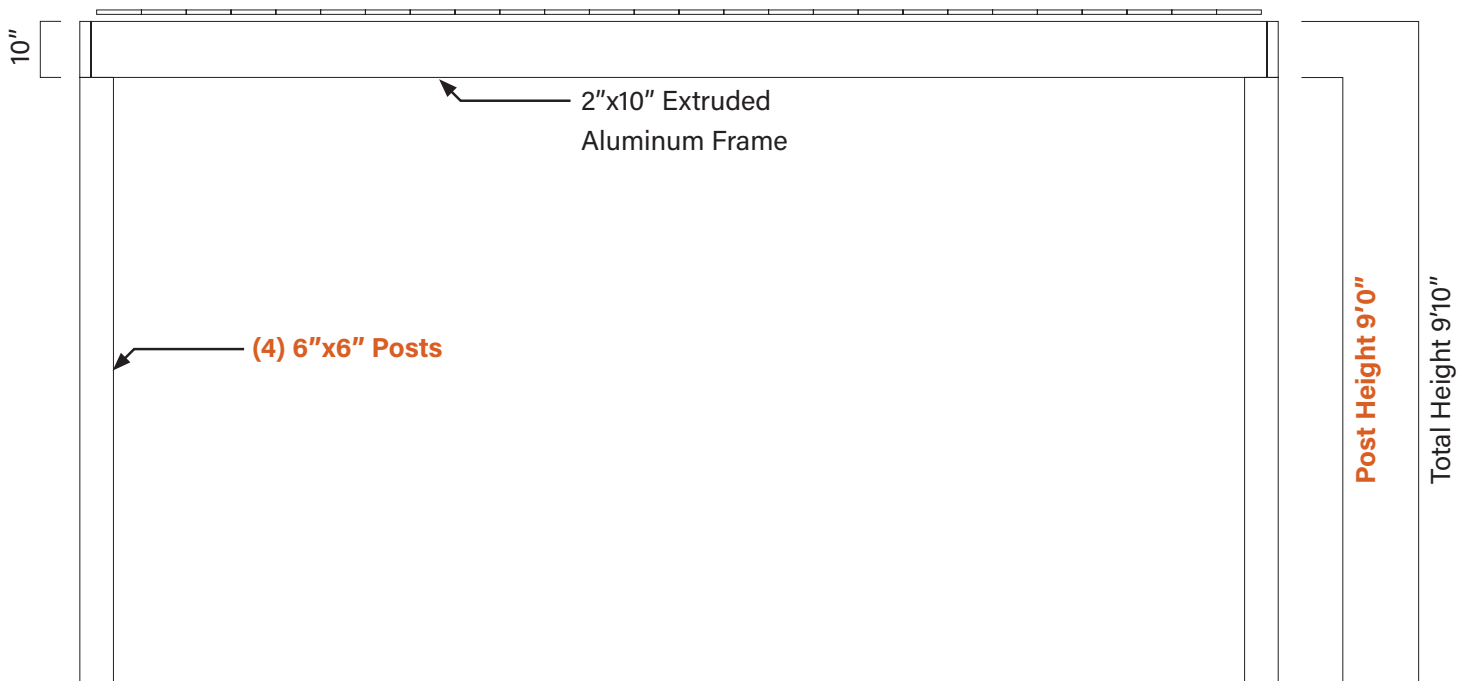 10"
2"x10" Extruded
Aluminum Frame
(4) 6"x6" Posts
Post Height 9'0"
Total Height 9'10"